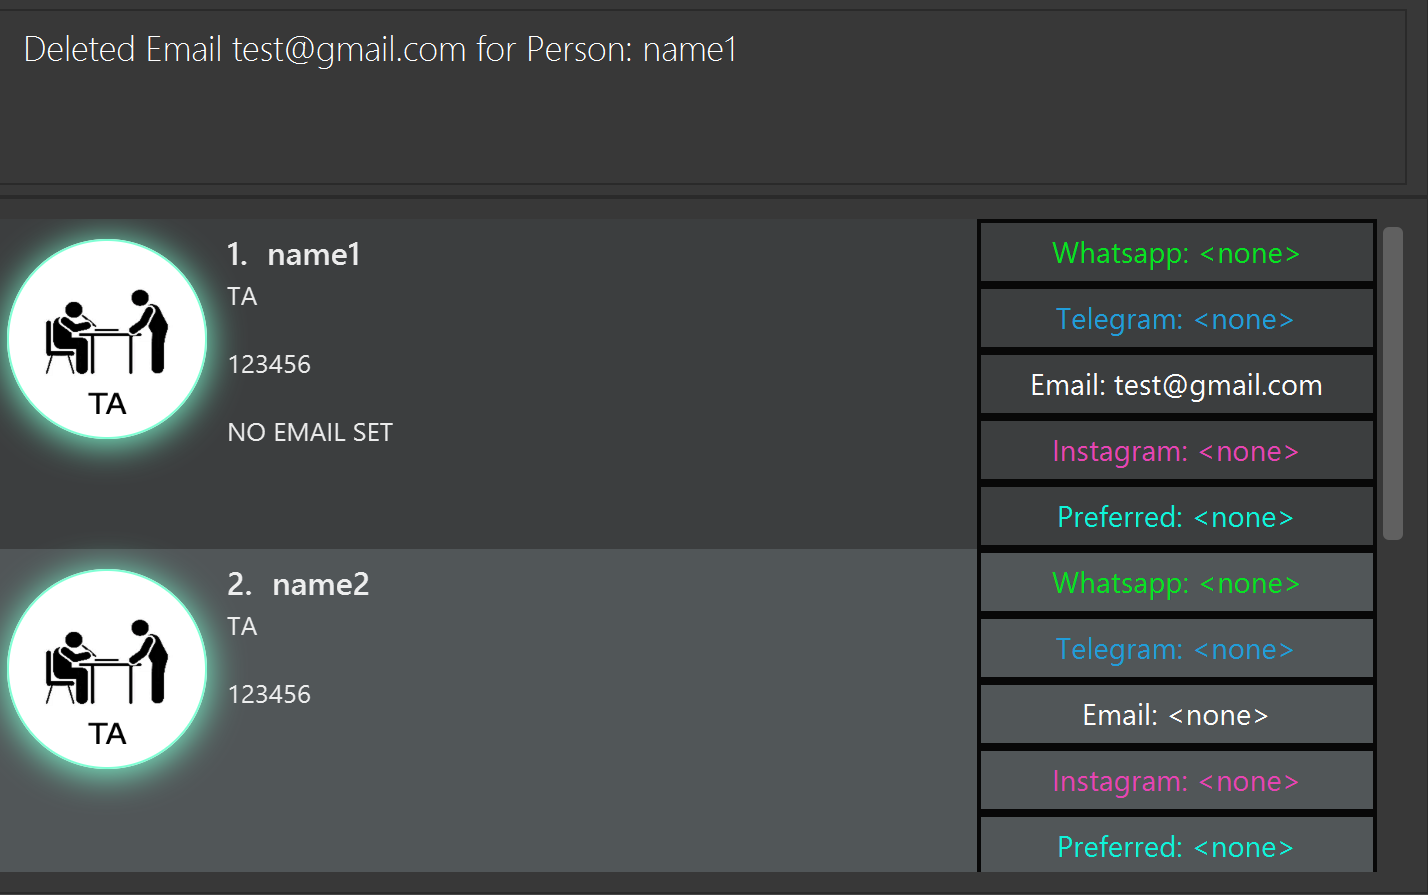 Deleted Email test@gmail.com for Person: name1
1. name1
TA
123456
NO EMAIL SET
TA
Whatsapp: <none>
Telegram: <none>
Email: test@gmail.com
Instagram: <none>
Preferred: <none>
2. name2
TA
123456
TA
Whatsapp: <none>
Telegram: <none>
Email: <none>
Instagram: <none>
Preferred: <none>